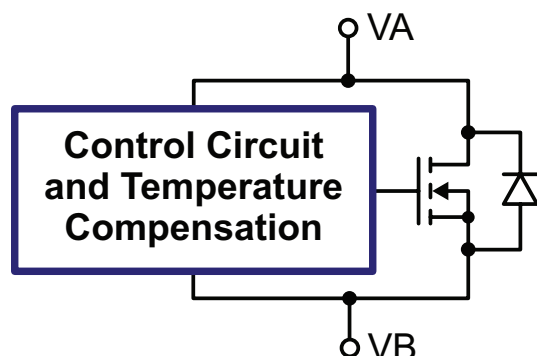 VA
Control Circuit
and Temperature
Compensation
VB